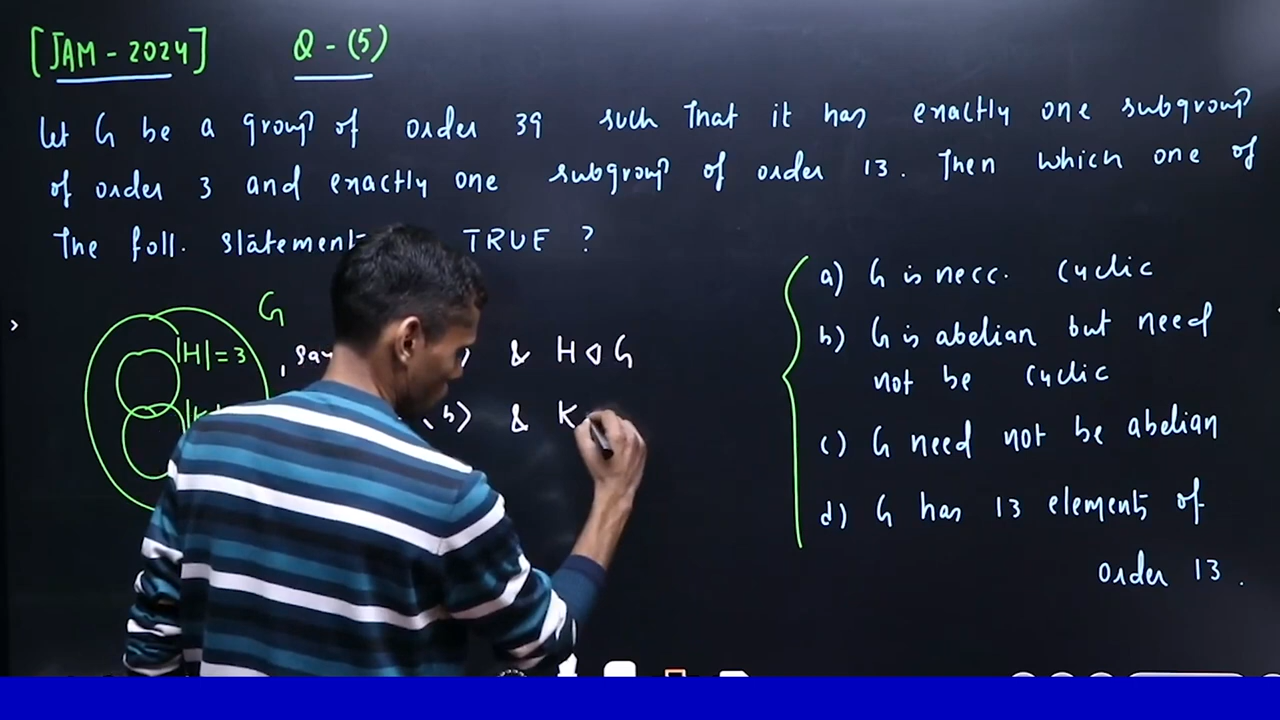 [JAM - 2024] Q - (5)
Let G be a group of order 39 such that it has exactly one subgroup
of order 3 and exactly one subgroup of order 13. Then which one of
the foll. statement TRUE ?
a) G is necc. cyclic
b) G is abelian but need
not be cyclic
c) G need not be abelian
d) G has 13 elements of
order 13.
G
|H| = 3 , say & H ◁ G
& K